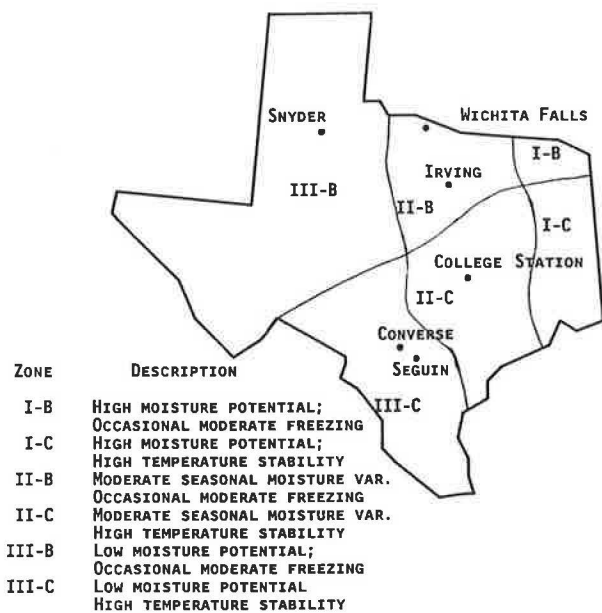 SNYDER
WICHITA FALLS
I-B
IRVING
III-B
II-B
I-C
COLLEGE STATION
II-C
CONVERSE
SEGUIN
III-C
ZONE DESCRIPTION
I-B HIGH MOISTURE POTENTIAL;
OCCASIONAL MODERATE FREEZING
I-C HIGH MOISTURE POTENTIAL;
HIGH TEMPERATURE STABILITY
II-B MODERATE SEASONAL MOISTURE VAR.
OCCASIONAL MODERATE FREEZING
II-C MODERATE SEASONAL MOISTURE VAR.
HIGH TEMPERATURE STABILITY
III-B LOW MOISTURE POTENTIAL;
OCCASIONAL MODERATE FREEZING
III-C LOW MOISTURE POTENTIAL
HIGH TEMPERATURE STABILITY